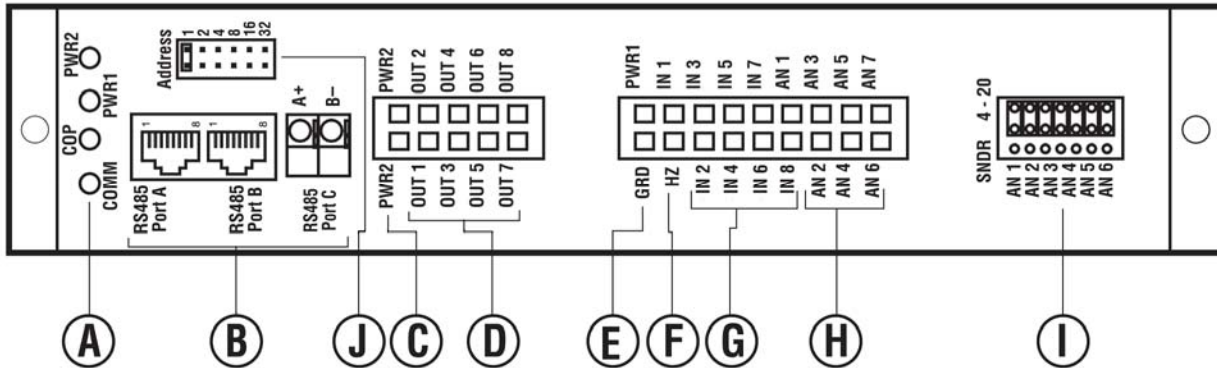 PWR2
PWR1
COP
COMM
Address
1
2
4
8
16
32
1
8
1
8
RS485
Port A
RS485
Port B
A+
B–
RS485
Port C
PWR2
OUT 2
OUT 4
OUT 6
OUT 8
PWR2
OUT 1
OUT 3
OUT 5
OUT 7
PWR1
IN 1
IN 3
IN 5
IN 7
AN 1
AN 3
AN 5
AN 7
GRD
HZ
IN 2
IN 4
IN 6
IN 8
AN 2
AN 4
AN 6
4 - 20
SNDR
AN 1
AN 2
AN 3
AN 4
AN 5
AN 6
A
B
J
C
D
E
F
G
H
I